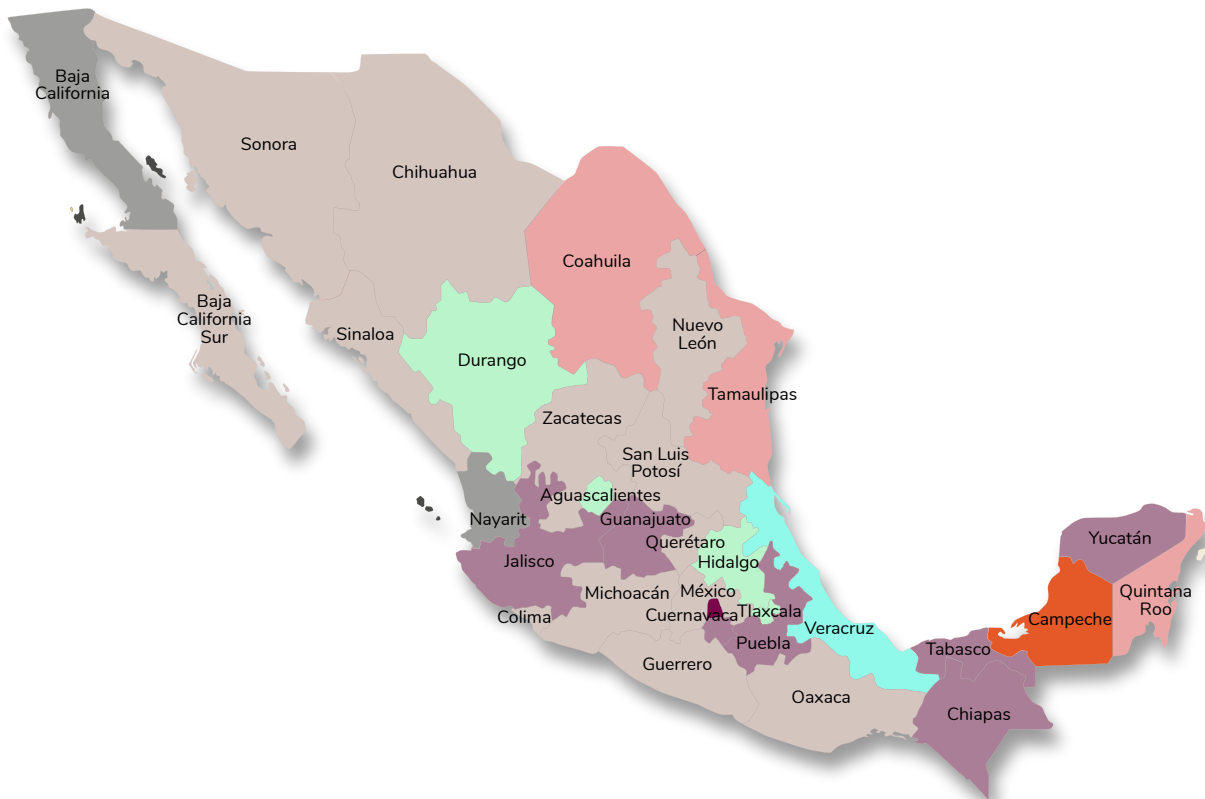 Baja
California
Sonora
Chihuahua
Coahuila
Baja
California
Sur
Sinaloa
Nuevo
León
Durango
Tamaulipas
Zacatecas
San Luis
Potosí
Aguascalientes
Nayarit
Guanajuato
Querétaro
Yucatán
Jalisco
Hidalgo
Michoacán
México
Quintana
Roo
Colima
Cuernavaca
Tlaxcala
Campeche
Veracruz
Puebla
Tabasco
Guerrero
Oaxaca
Chiapas